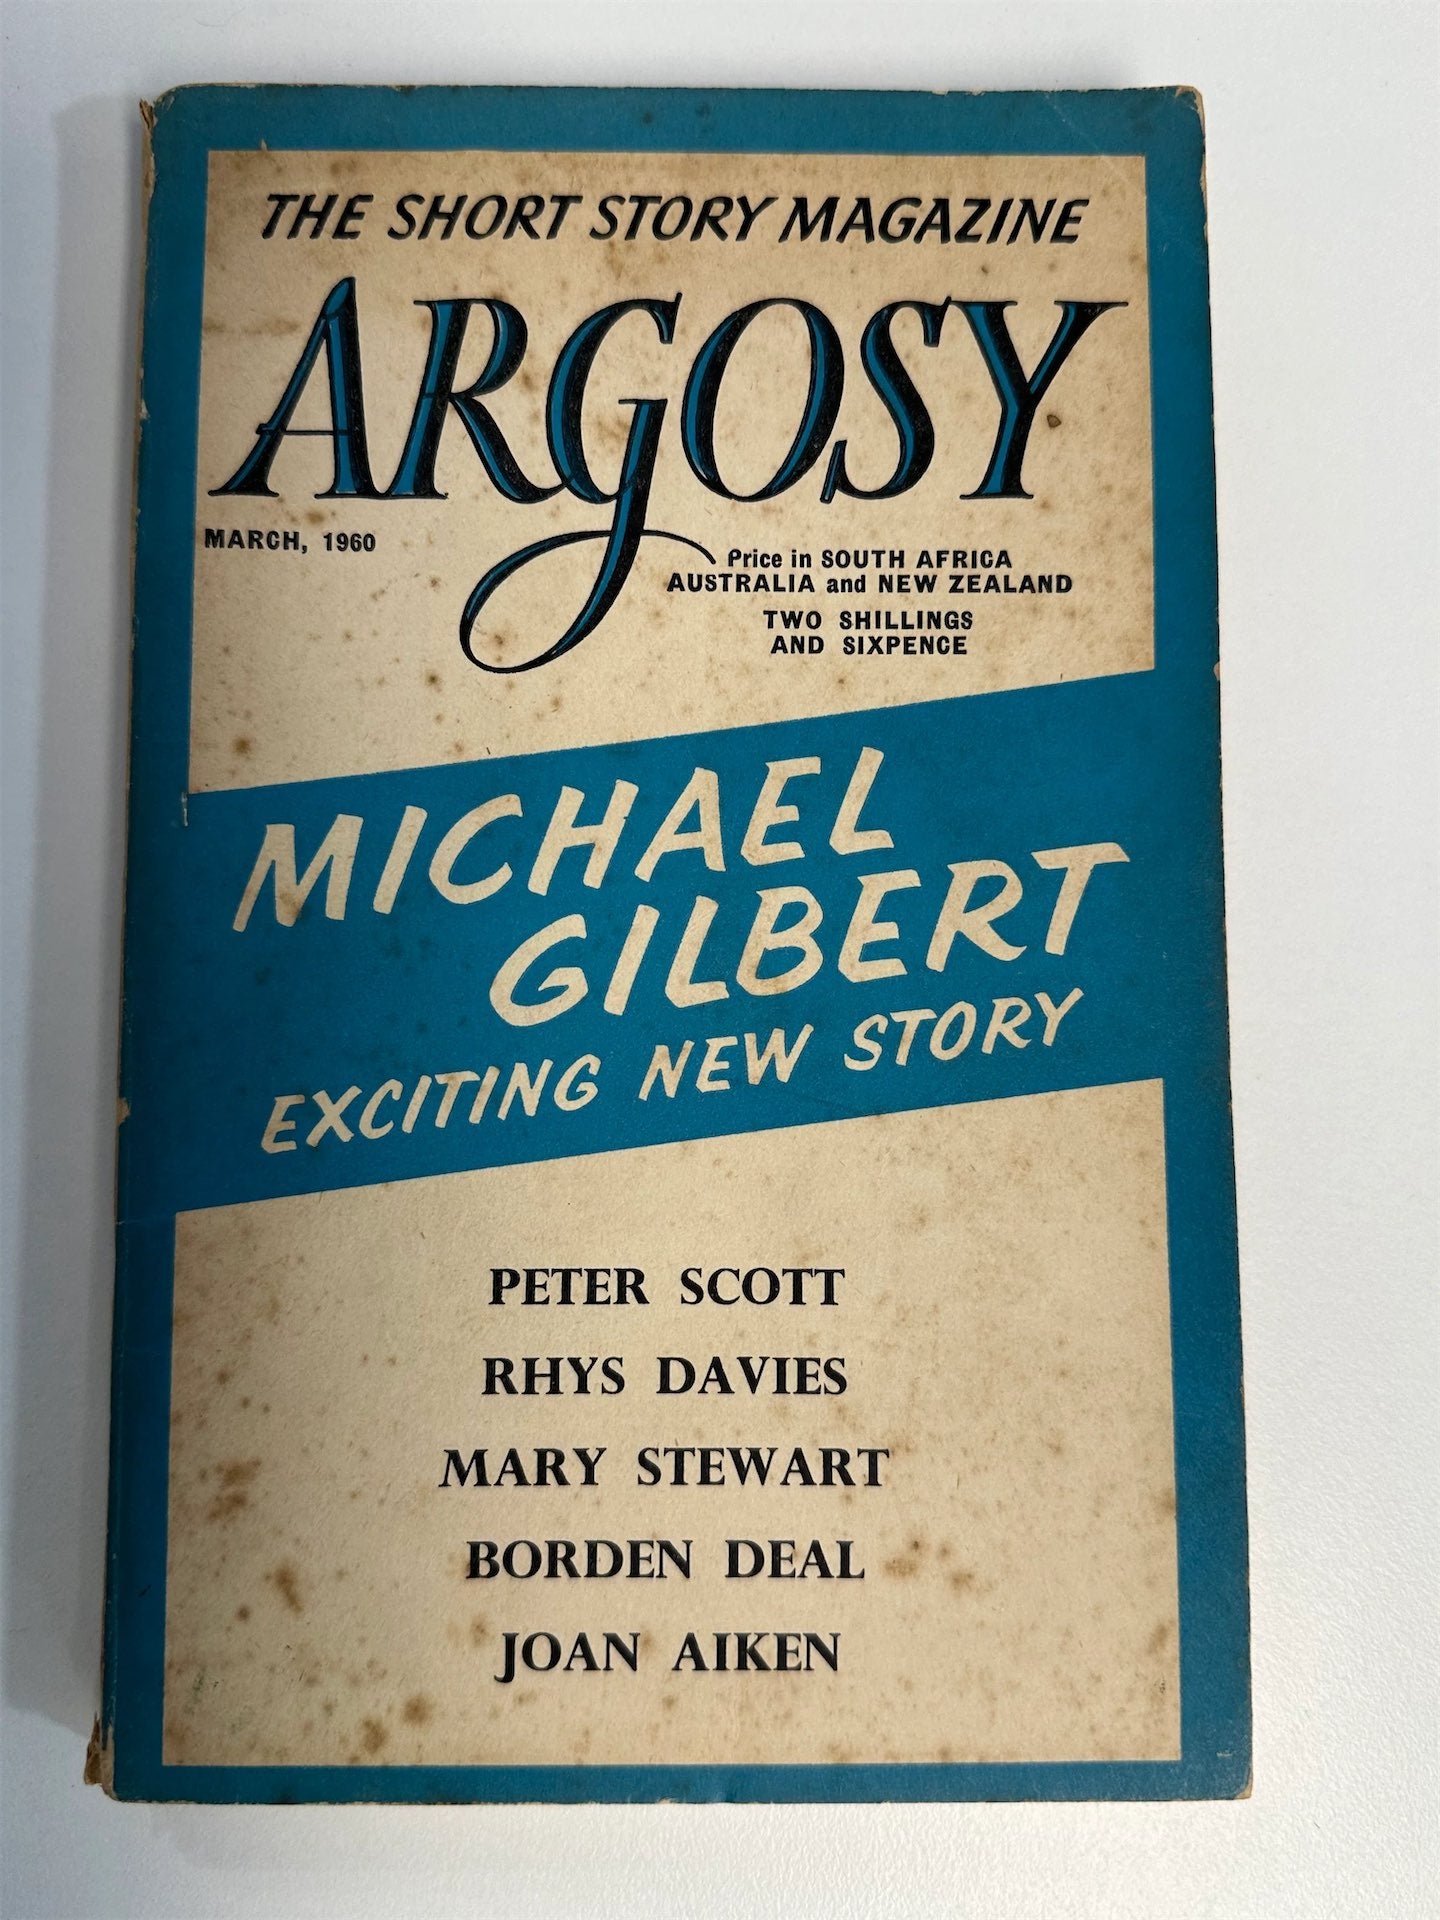 THE SHORT STORY MAGAZINE
ARGOSY
MARCH, 1960
Price in SOUTH AFRICA
AUSTRALIA and NEW ZEALAND
TWO SHILLINGS
AND SIXPENCE
MICHAEL
GILBERT
EXCITING NEW STORY
PETER SCOTT
RHYS DAVIES
MARY STEWART
BORDEN DEAL
JOAN AIKEN